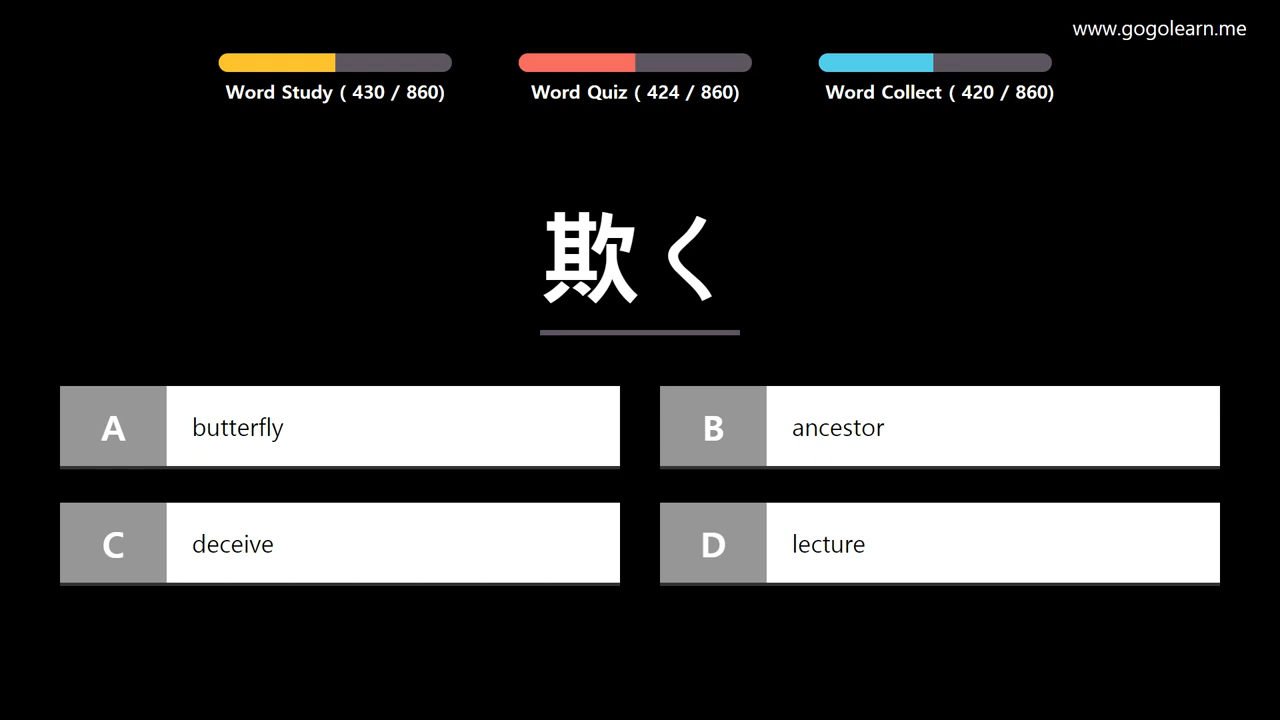 www.gogolearn.me
Word Study ( 430 / 860)
Word Quiz ( 424 / 860)
Word Collect ( 420 / 860)
欺く
A butterfly
B ancestor
C deceive
D lecture